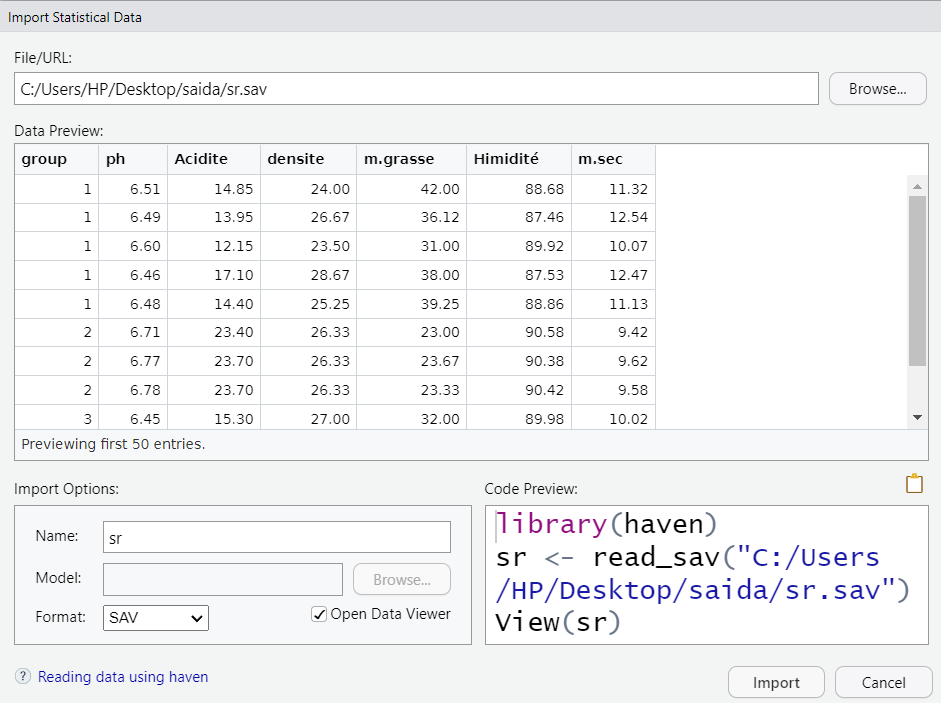 Import Statistical Data
File/URL:
C:/Users/HP/Desktop/saida/sr.sav
Browse...
Data Preview:
group ph Acidite densite m.grasse Himidité m.sec
1 6.51 14.85 24.00 42.00 88.68 11.32
1 6.49 13.95 26.67 36.12 87.46 12.54
1 6.60 12.15 23.50 31.00 89.92 10.07
1 6.46 17.10 28.67 38.00 87.53 12.47
1 6.48 14.40 25.25 39.25 88.86 11.13
2 6.71 23.40 26.33 23.00 90.58 9.42
2 6.77 23.70 26.33 23.67 90.38 9.62
2 6.78 23.70 26.33 23.33 90.42 9.58
3 6.45 15.30 27.00 32.00 89.98 10.02
Previewing first 50 entries.
Import Options:
Name: sr
Model: Browse...
Format: SAV Open Data Viewer
Code Preview:
library(haven)
sr <- read_sav("C:/Users
/HP/Desktop/saida/sr.sav")
View(sr)
? Reading data using haven
Import Cancel